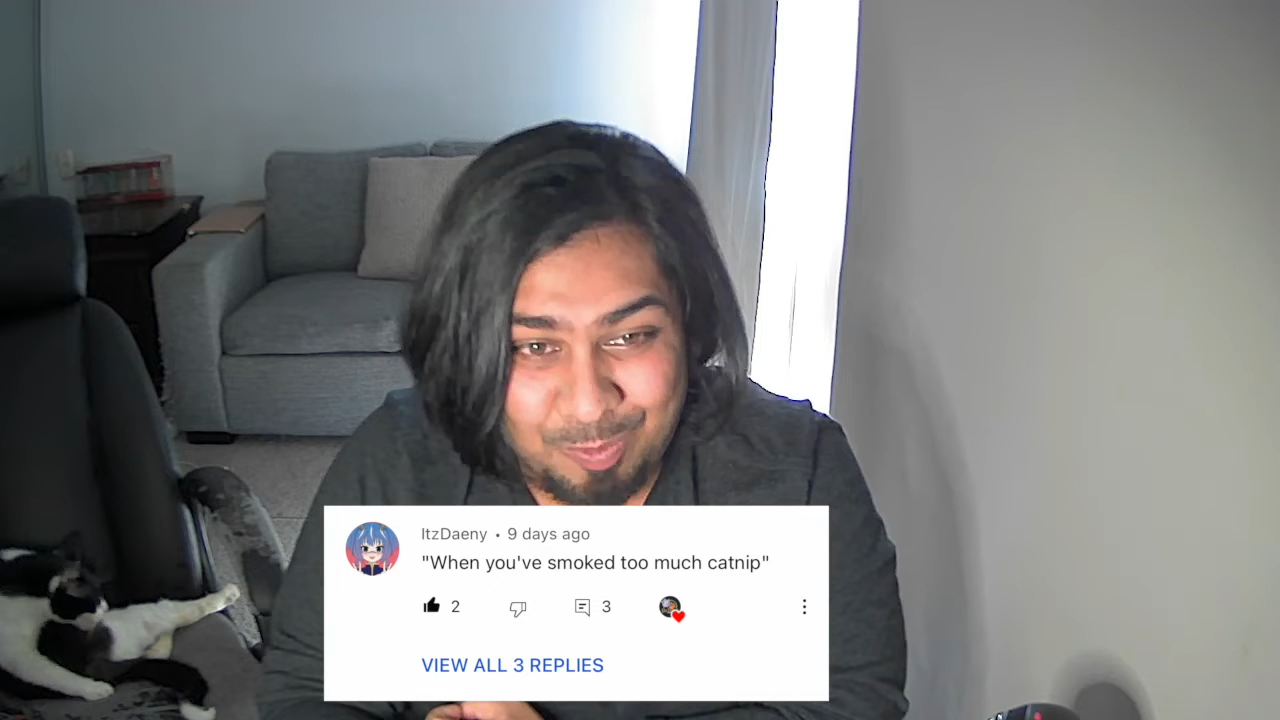 ItzDaeny • 9 days ago
"When you've smoked too much catnip"
2 3
VIEW ALL 3 REPLIES